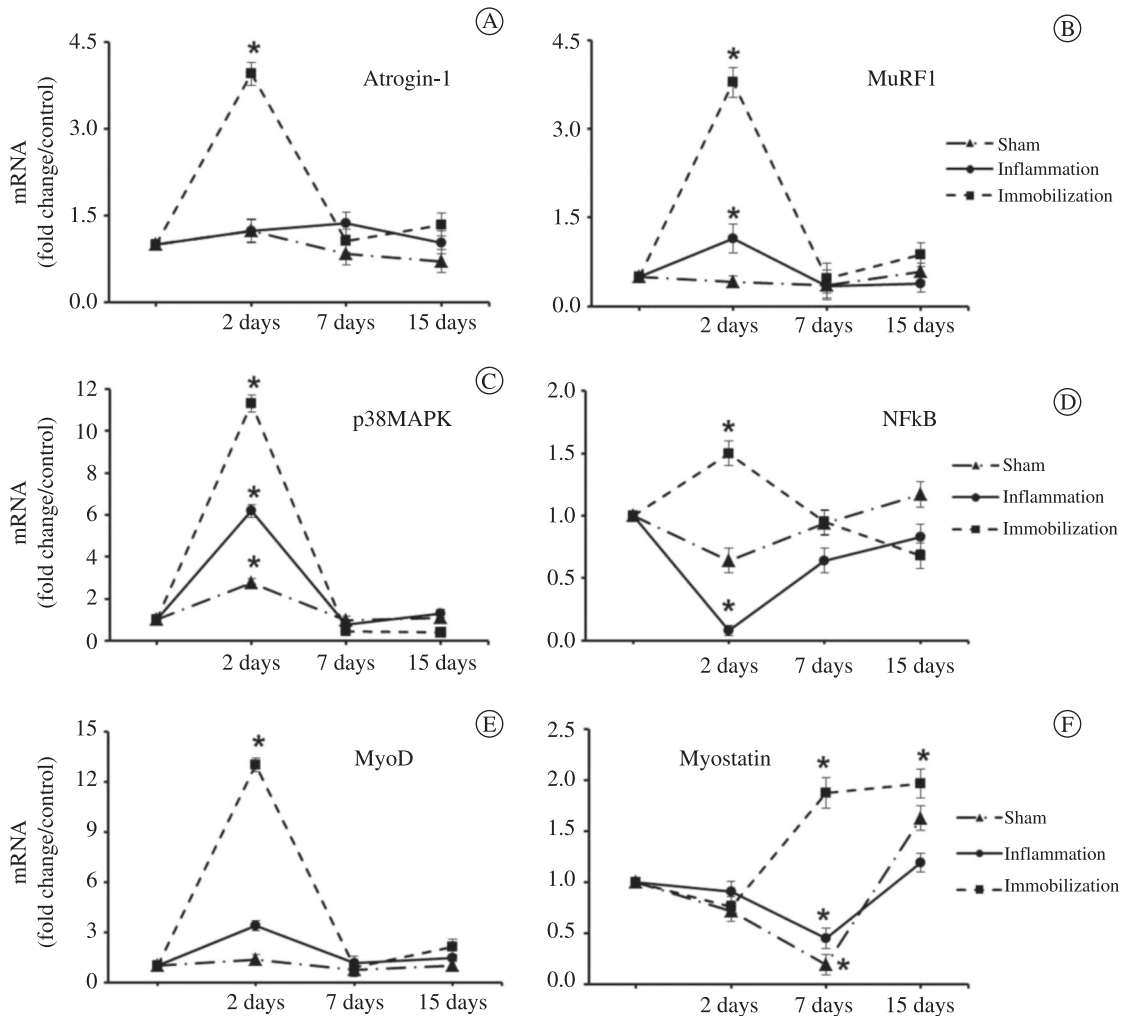 A
4.5
3.0
1.5
0.0
mRNA
(fold change/control)
*
Atrogin-1
2 days 7 days 15 days
B
4.5
3.0
1.5
0.0
*
*
MuRF1
2 days 7 days 15 days
Sham
Inflammation
Immobilization
C
12
10
8
6
4
2
0
mRNA
(fold change/control)
*
*
*
p38MAPK
2 days 7 days 15 days
D
2.0
1.5
1.0
0.5
0.0
*
*
NFkB
2 days 7 days 15 days
Sham
Inflammation
Immobilization
E
15
12
9
6
3
0
mRNA
(fold change/control)
*
MyoD
2 days 7 days 15 days
F
2.5
2.0
1.5
1.0
0.5
0.0
Myostatin
*
*
*
*
2 days 7 days 15 days
Sham
Inflammation
Immobilization